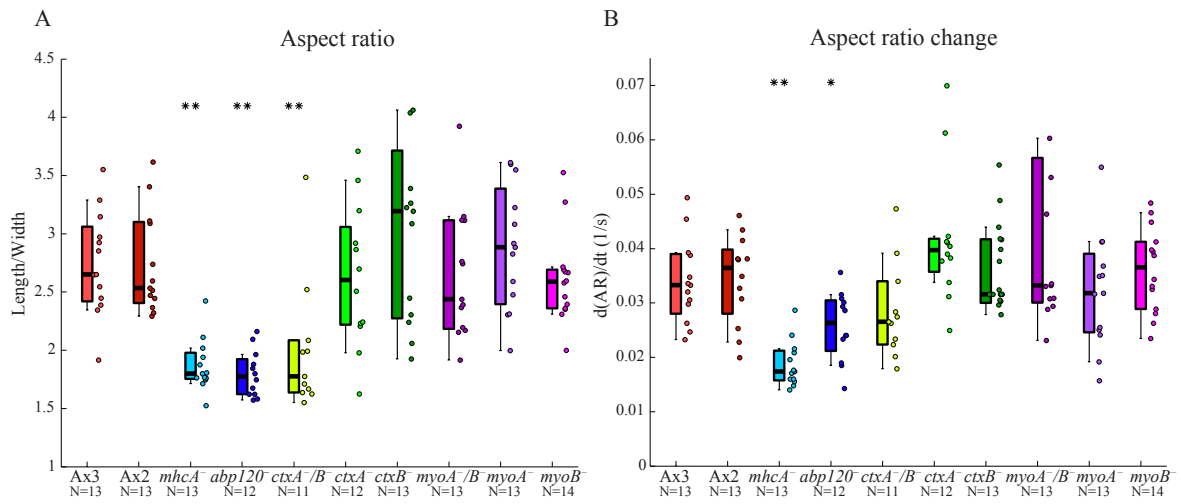 A
Aspect ratio
Length/Width
4.5
4
3.5
3
2.5
2
1.5
1
** ** **
Ax3 Ax2 mhcA⁻ abp120⁻ ctxA⁻/B⁻ ctxA⁻ ctxB⁻ myoA⁻/B⁻ myoA⁻ myoB⁻
N=13 N=13 N=13 N=12 N=11 N=12 N=13 N=13 N=13 N=14
B
Aspect ratio change
d(AR)/dt (1/s)
0.07
0.06
0.05
0.04
0.03
0.02
0.01
0
** *
Ax3 Ax2 mhcA⁻ abp120⁻ ctxA⁻/B⁻ ctxA⁻ ctxB⁻ myoA⁻/B⁻ myoA⁻ myoB⁻
N=13 N=13 N=13 N=12 N=11 N=12 N=13 N=13 N=13 N=14